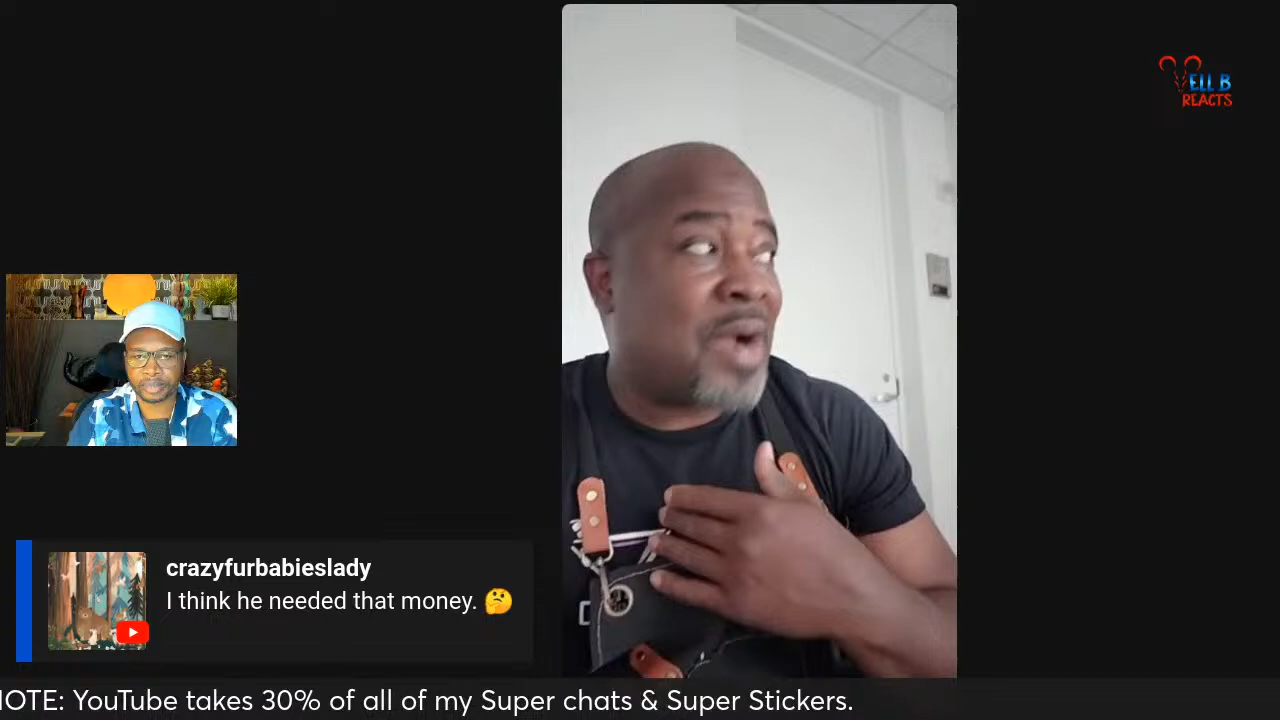 ELL B
REACTS
crazyfurbabieslady
I think he needed that money. 🤔
OTE: YouTube takes 30% of all of my Super chats & Super Stickers.